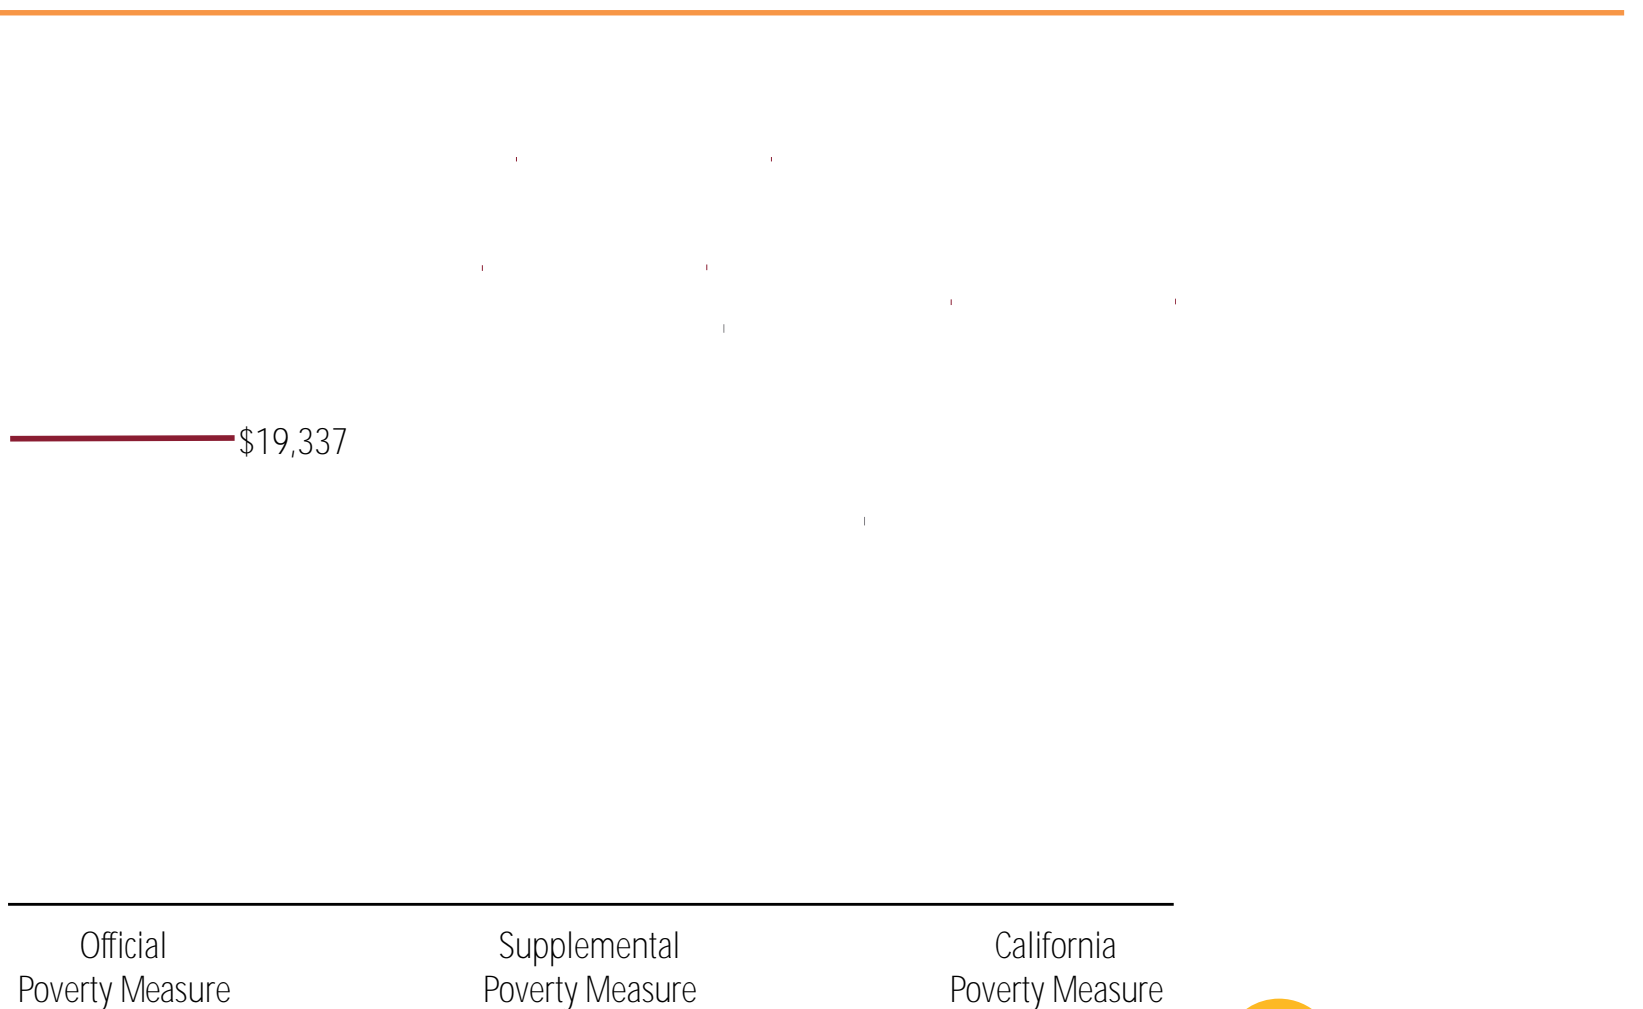 $19,337
Official
Poverty Measure
Supplemental
Poverty Measure
California
Poverty Measure